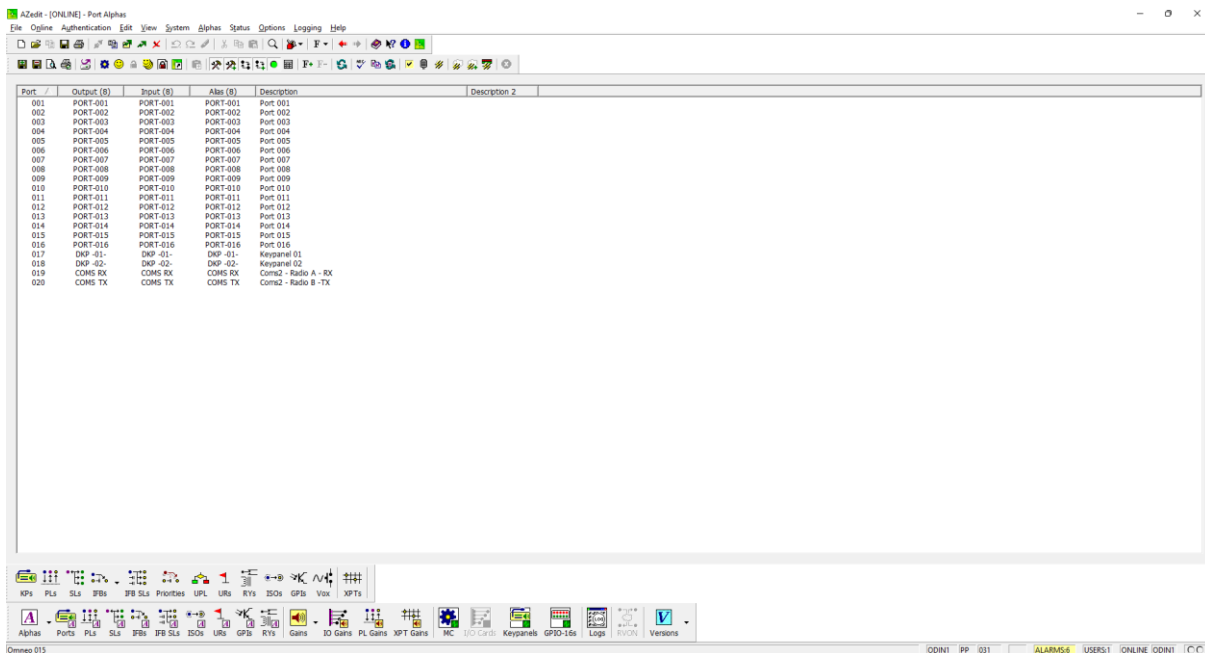 AZedit - [ONLINE] - Port Alphas
File Online Authentication Edit View System Alphas Status Options Logging Help
F F+ F-
Port Output (8) Input (8) Alias (8) Description Description 2
001 PORT-001 PORT-001 PORT-001 Port 001
002 PORT-002 PORT-002 PORT-002 Port 002
003 PORT-003 PORT-003 PORT-003 Port 003
004 PORT-004 PORT-004 PORT-004 Port 004
005 PORT-005 PORT-005 PORT-005 Port 005
006 PORT-006 PORT-006 PORT-006 Port 006
007 PORT-007 PORT-007 PORT-007 Port 007
008 PORT-008 PORT-008 PORT-008 Port 008
009 PORT-009 PORT-009 PORT-009 Port 009
010 PORT-010 PORT-010 PORT-010 Port 010
011 PORT-011 PORT-011 PORT-011 Port 011
012 PORT-012 PORT-012 PORT-012 Port 012
013 PORT-013 PORT-013 PORT-013 Port 013
014 PORT-014 PORT-014 PORT-014 Port 014
015 PORT-015 PORT-015 PORT-015 Port 015
016 PORT-016 PORT-016 PORT-016 Port 016
017 DKP -01- DKP -01- DKP -01- Keypanel 01
018 DKP -02- DKP -02- DKP -02- Keypanel 02
019 COMS RX COMS RX COMS RX Coms2 - Radio A - RX
020 COMS TX COMS TX COMS TX Coms2 - Radio B -TX
KPs PLs SLs IFBs IFB SLs Priorities UPL URs RYs ISOs GPIs Vox XPTs
Alphas Ports PLs SLs IFBs IFB SLs ISOs URs GPIs RYs Gains IO Gains PL Gains XPT Gains MC I/O Cards Keypanels GPIO-16s Logs RVON Versions
Omneo 015 ODIN1 PP 031 ALARMS:6 USERS:1 ONLINE ODIN1